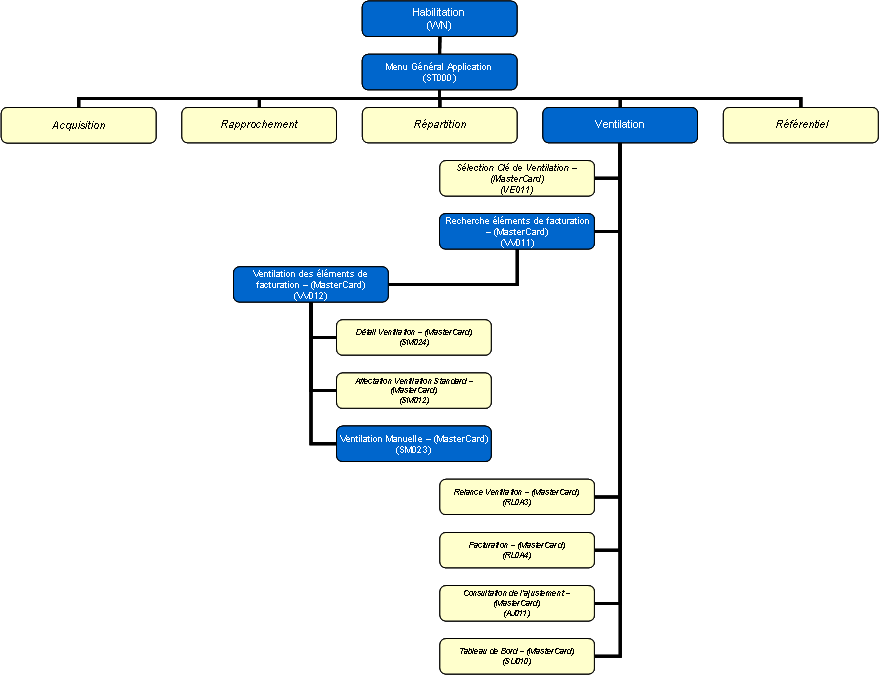 Habilitation
(VVN)
Menu Général Application
(ST000)
Acquisition
Rapprochement
Répartition
Ventilation
Référentiel
Sélection Clé de Ventilation –
(MasterCard)
(VE011)
Recherche éléments de facturation
– (MasterCard)
(VV011)
Ventilation des éléments de
facturation – (MasterCard)
(VV012)
Détail Ventilation – (MasterCard)
(SM024)
Affectation Ventilation Standard –
(MasterCard)
(SM012)
Ventilation Manuelle – (MasterCard)
(SM023)
Relance Ventilation – (MasterCard)
(RL0A3)
Facturation – (MasterCard)
(RL0A4)
Consultation de l'ajustement –
(MasterCard)
(AJ011)
Tableau de Bord – (MasterCard)
(SU010)